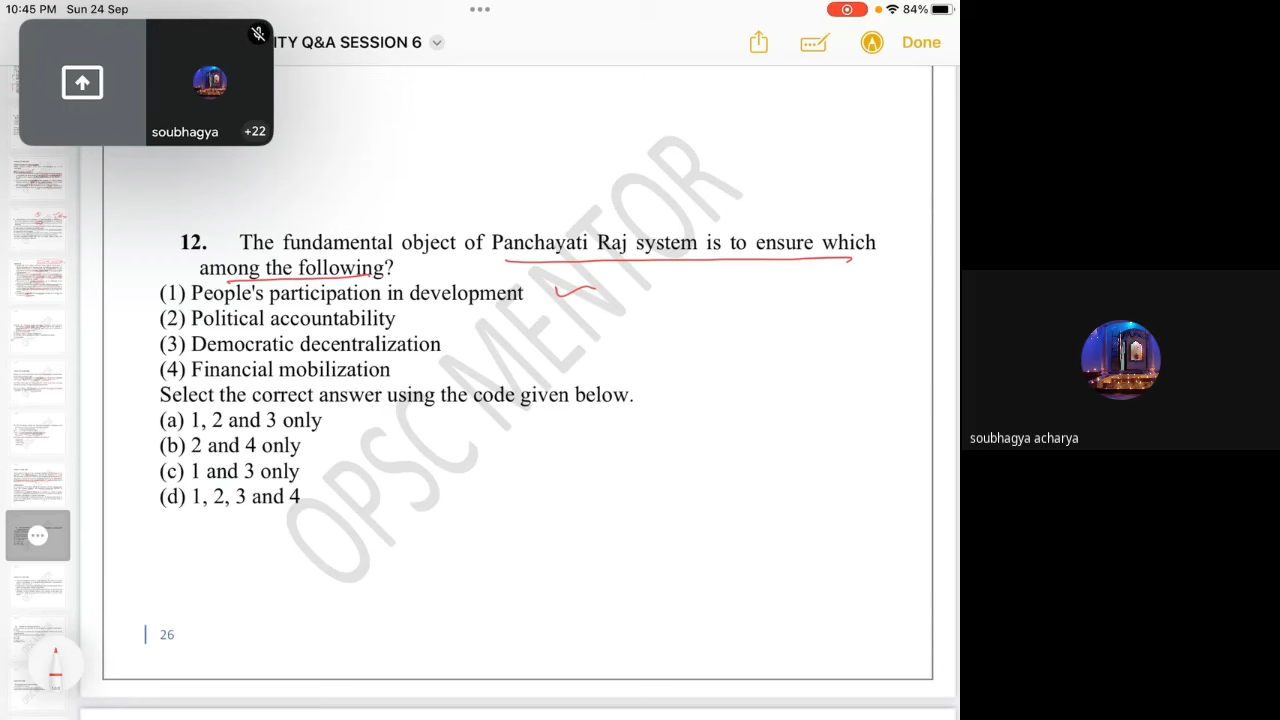 10:45 PM Sun 24 Sep
84%
ITY Q&A SESSION 6
Done
soubhagya
+22
OPSC MENTOR
12. The fundamental object of Panchayati Raj system is to ensure which
among the following?
(1) People's participation in development
(2) Political accountability
(3) Democratic decentralization
(4) Financial mobilization
Select the correct answer using the code given below.
(a) 1, 2 and 3 only
(b) 2 and 4 only
(c) 1 and 3 only
(d) 1, 2, 3 and 4
26
soubhagya acharya